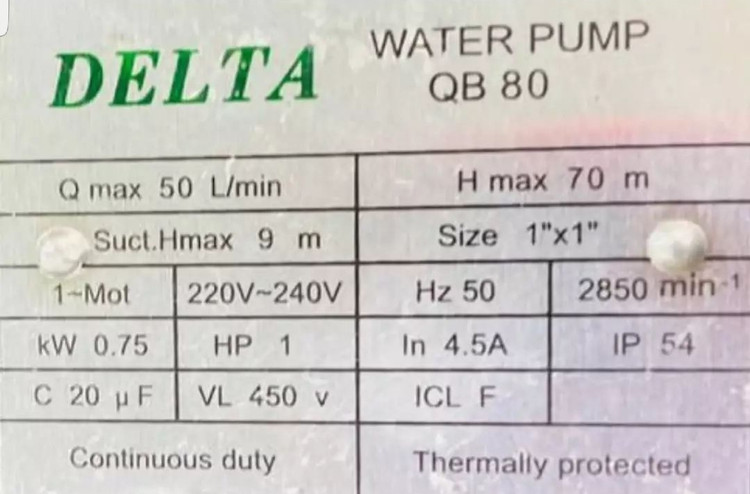 DELTA
WATER PUMP
QB 80
Q max 50 L/min H max 70 m
Suct.Hmax 9 m Size 1"x1"
1~Mot 220V~240V Hz 50 2850 min-1
kW 0.75 HP 1 In 4.5A IP 54
C 20 µF VL 450 v ICL F
Continuous duty Thermally protected